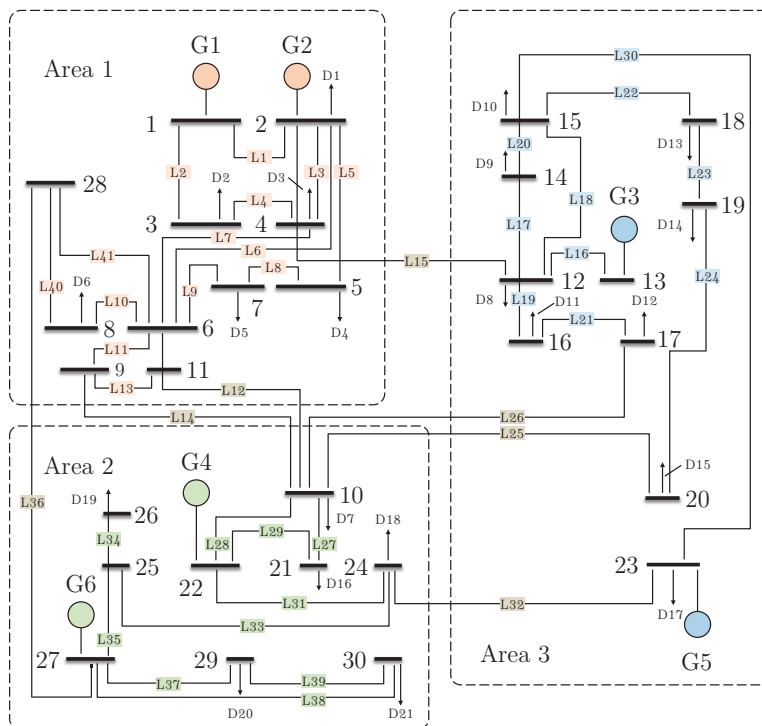 G1 G2
Area 1 D1
1 2
L1
L2 L3 L5
28 D2 D3
3 L4 4
L7 L6
L41 L8
L40 D6 L9 7 5
L10
8 6 D5 D4
L11
9 11
L13 L12
L14
L15
L30
L22
D10 15 18
L20 D13
D9 14 L23
G3 19
L17 L18 D14
L16 L24
12 13
D8 L19 D11 D12
L21
16 17
L26
L25
D15
20
23
L32 D17
G5
Area 3
Area 2 G4
10
L36 D19 D7 D18
26 L29
L34 L28 L27
25 22 21 24
G6 D16
L31
L33
L35
27 29 30
L37 L39
L38
D20 D21